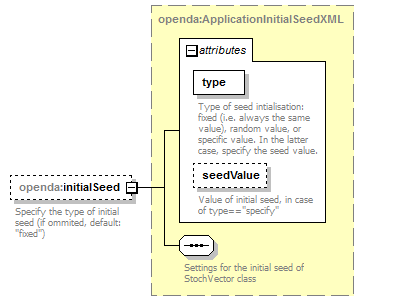 openda:ApplicationInitialSeedXML
attributes
type
Type of seed intialisation:
fixed (i.e. always the same
value), random value, or
specific value. In the latter
case, specify the seed value.
seedValue
Value of initial seed, in case
of type=="specify"
openda:initialSeed
Specify the type of initial
seed (if ommited, default:
"fixed")
Settings for the initial seed of
StochVector class